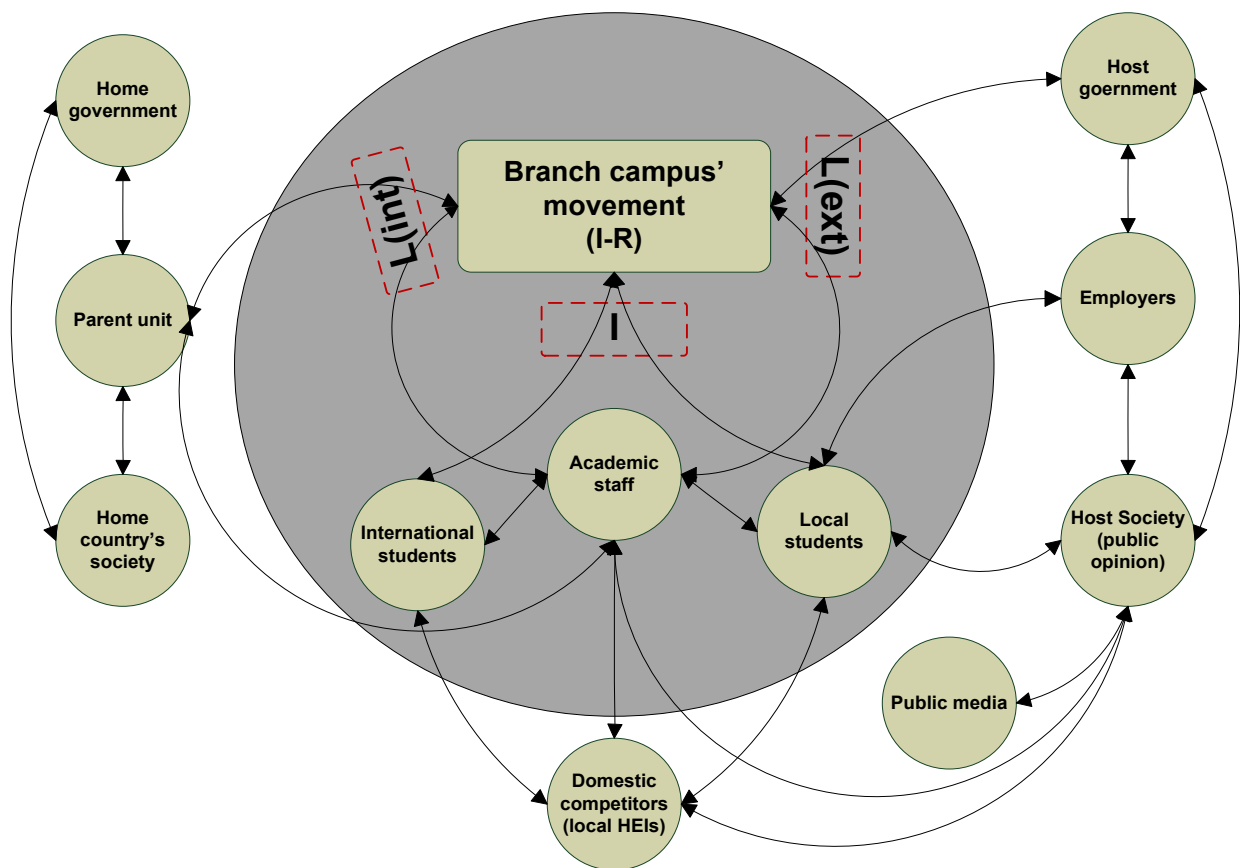 Home
government
Host
goernment
Branch campus’
movement
(I-R)
L(int)
L(ext)
I
Parent unit
Employers
Academic
staff
International
students
Local
students
Home
country’s
society
Host Society
(public
opinion)
Public media
Domestic
competitors
(local HEIs)